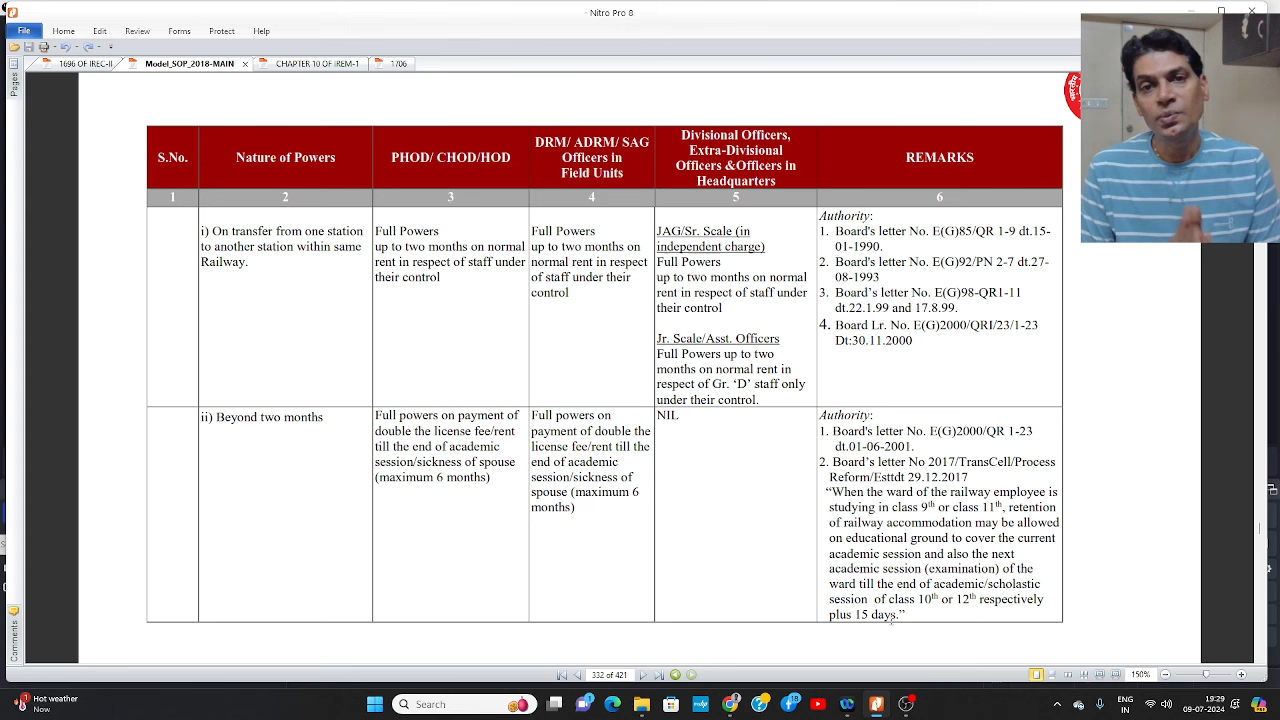 - Nitro Pro 8
File
Home
Edit
Review
Forms
Protect
Help
1696 OF IREC-II
Model_SOP_2018-MAIN
CHAPTER 10 OF IREM-1
1706
Pages
S.No.
Nature of Powers
PHOD/ CHOD/HOD
DRM/ ADRM/ SAG
Officers in
Field Units
Divisional Officers,
Extra-Divisional
Officers &Officers in
Headquarters
REMARKS
1
2
3
4
5
6
i) On transfer from one station
to another station within same
Railway.
Full Powers
up to two months on normal
rent in respect of staff under
their control
Full Powers
up to two months on
normal rent in respect
of staff under their
control
JAG/Sr. Scale (in
independent charge)
Full Powers
up to two months on normal
rent in respect of staff under
their control
Jr. Scale/Asst. Officers
Full Powers up to two
months on normal rent in
respect of Gr. ‘D’ staff only
under their control.
Authority:
1. Board's letter No. E(G)85/QR 1-9 dt.15-
01-1990.
2. Board's letter No. E(G)92/PN 2-7 dt.27-
08-1993
3. Board’s letter No. E(G)98-QR1-11
dt.22.1.99 and 17.8.99.
4. Board Lr. No. E(G)2000/QRI/23/1-23
Dt:30.11.2000
ii) Beyond two months
Full powers on payment of
double the license fee/rent
till the end of academic
session/sickness of spouse
(maximum 6 months)
Full powers on
payment of double the
license fee/rent till the
end of academic
session/sickness of
spouse (maximum 6
months)
NIL
Authority:
1. Board's letter No. E(G)2000/QR 1-23
dt.01-06-2001.
2. Board’s letter No 2017/TransCell/Process
Reform/Esttdt 29.12.2017
“When the ward of the railway employee is
studying in class 9th or class 11th, retention
of railway accommodation may be allowed
on educational ground to cover the current
academic session and also the next
academic session (examination) of the
ward till the end of academic/scholastic
session of class 10th or 12th respectively
plus 15 days.”
Comments
332 of 421
150%
Hot weather
Now
Search
ENG
IN
19:29
09-07-2024